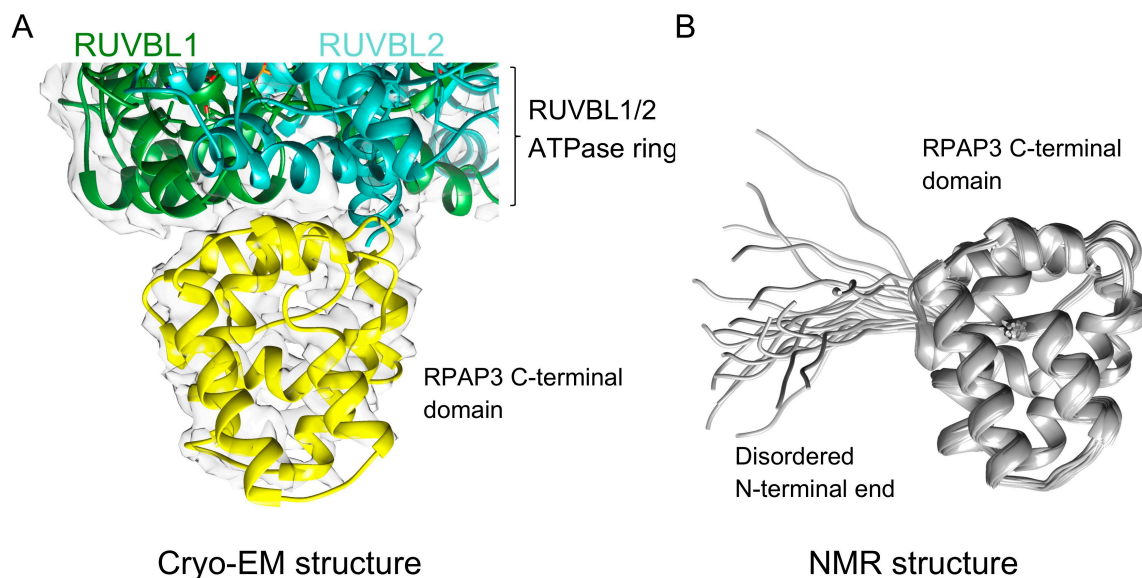 A
RUVBL1
RUVBL2
RUVBL1/2
ATPase ring
RPAP3 C-terminal
domain
Cryo-EM structure
B
RPAP3 C-terminal
domain
Disordered
N-terminal end
NMR structure